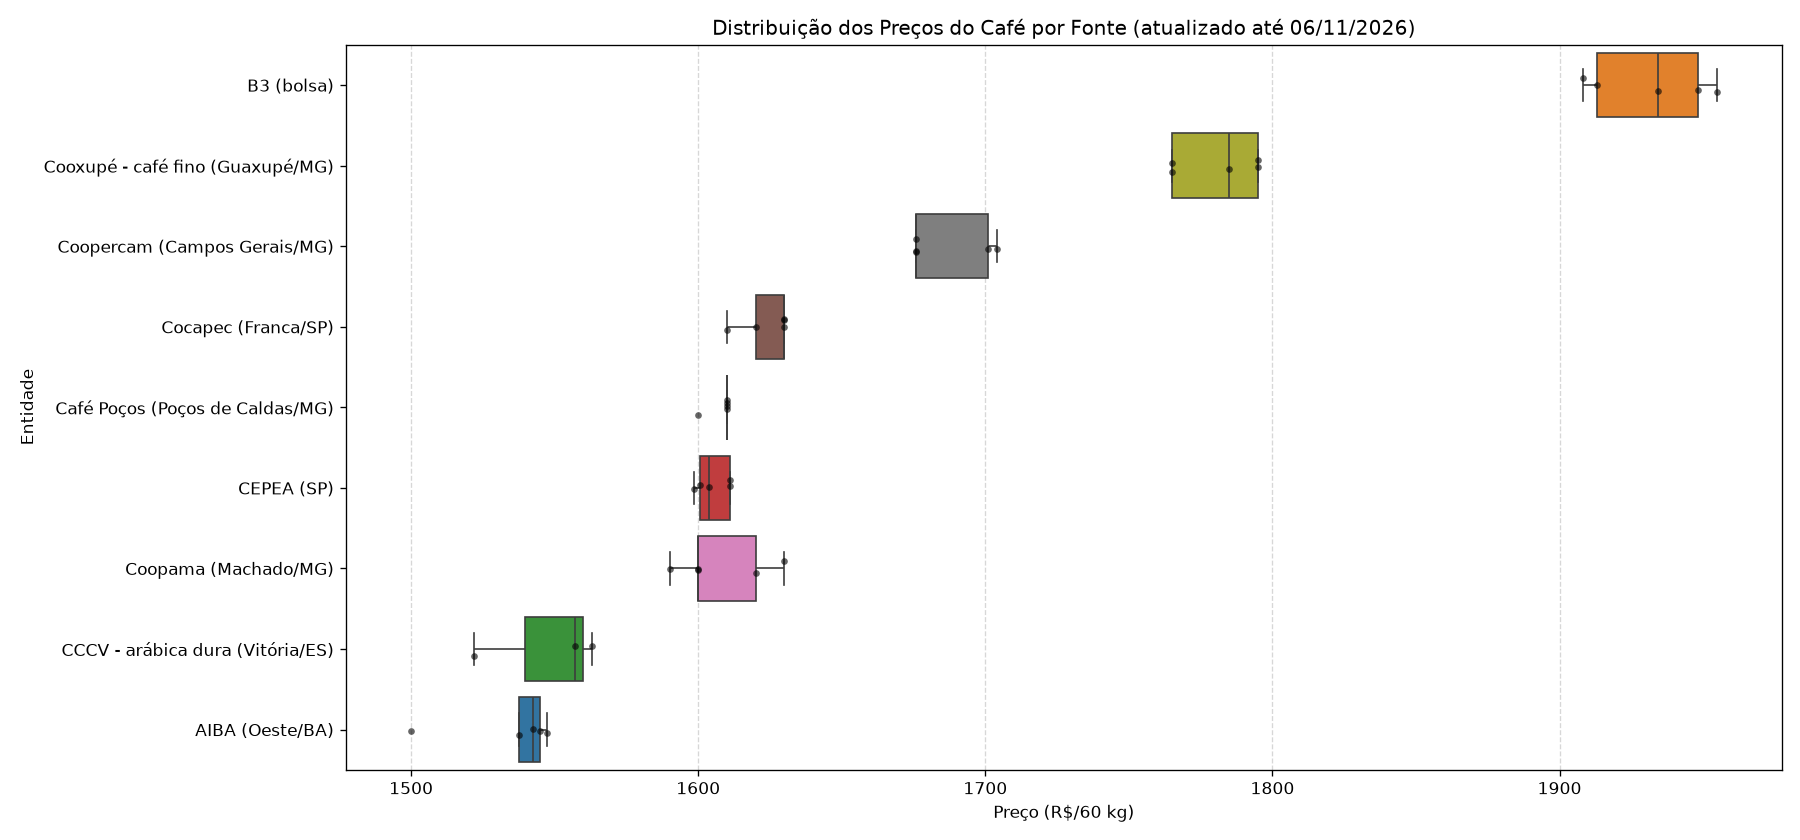 Distribuição dos Preços do Café por Fonte (atualizado até 06/11/2026)
Entidade
B3 (bolsa)
Cooxupé - café fino (Guaxupé/MG)
Coopercam (Campos Gerais/MG)
Cocapec (Franca/SP)
Café Poços (Poços de Caldas/MG)
CEPEA (SP)
Coopama (Machado/MG)
CCCV - arábica dura (Vitória/ES)
AIBA (Oeste/BA)
1500 1600 1700 1800 1900
Preço (R$/60 kg)